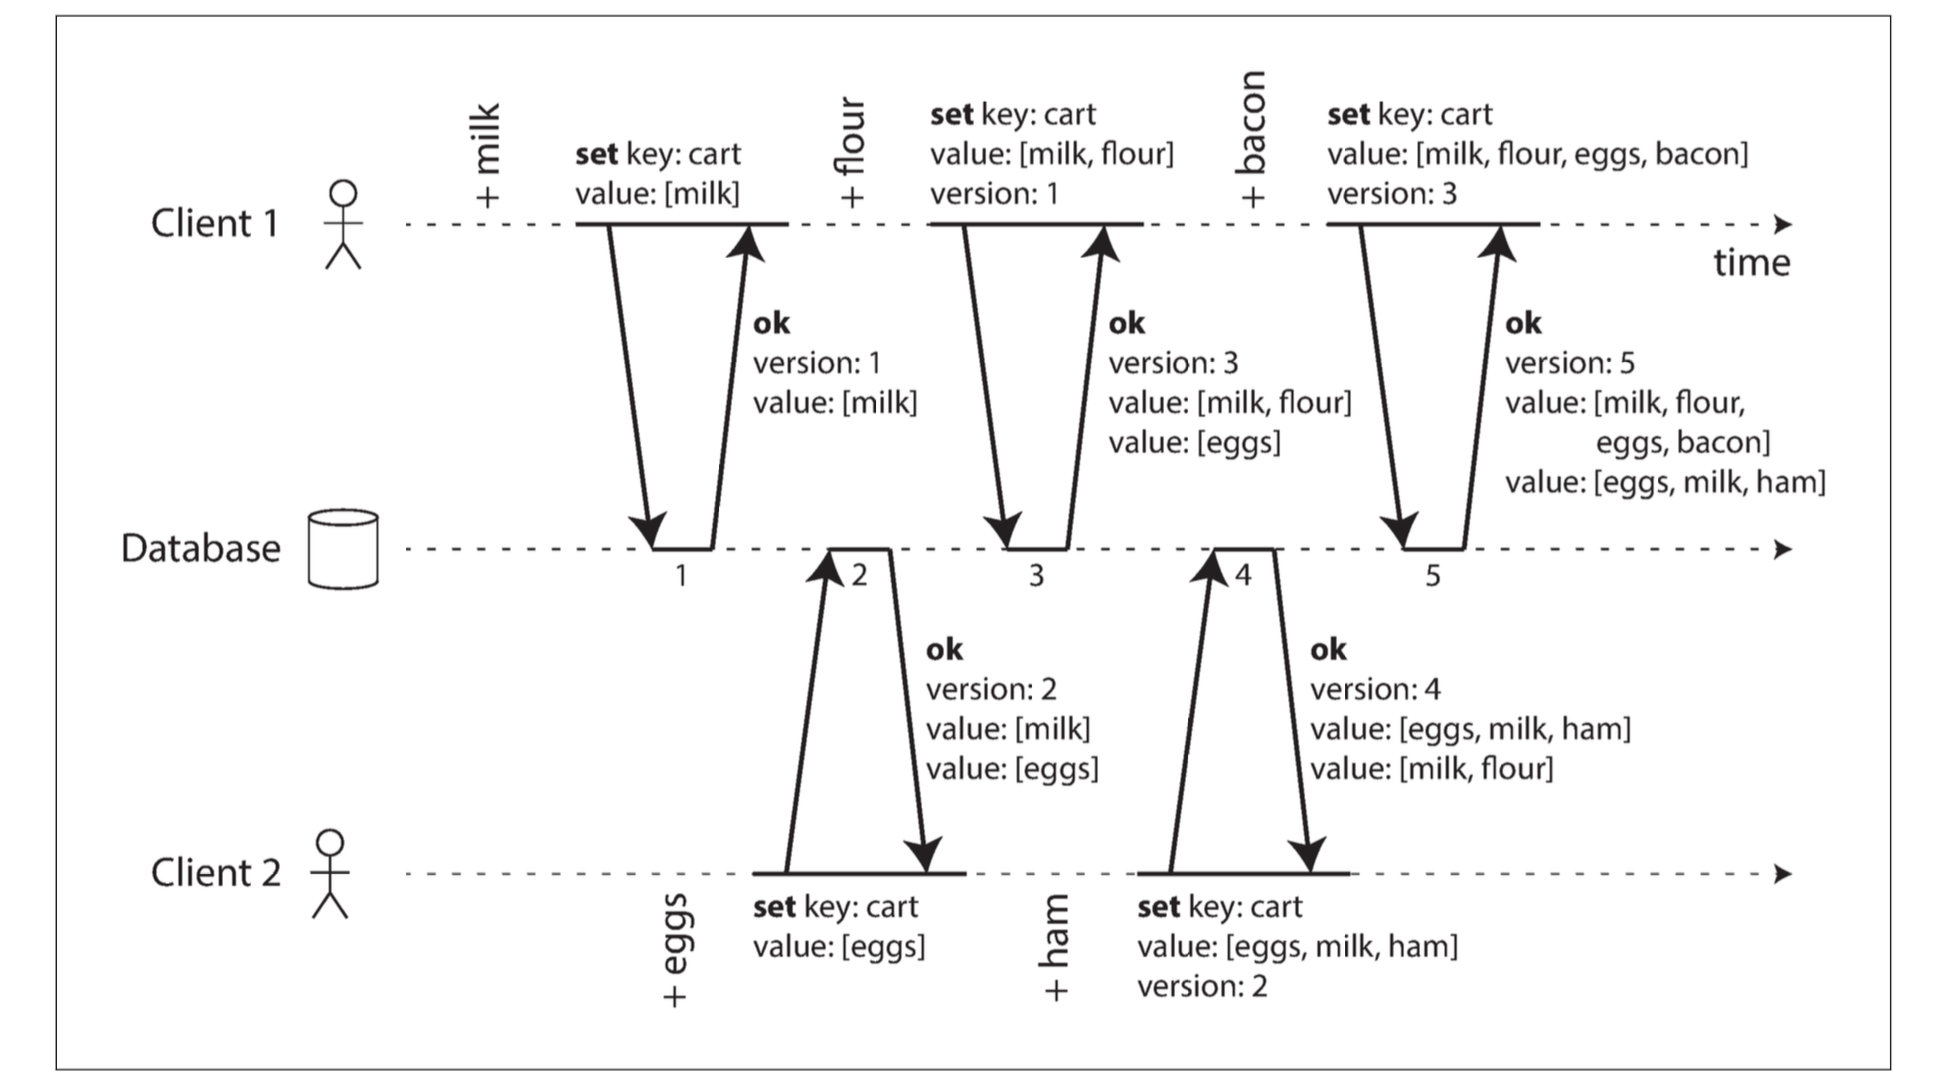 + milk
set key: cart
value: [milk]
+ flour
set key: cart
value: [milk, flour]
version: 1
+ bacon
set key: cart
value: [milk, flour, eggs, bacon]
version: 3
Client 1
time
ok
version: 1
value: [milk]
ok
version: 3
value: [milk, flour]
value: [eggs]
ok
version: 5
value: [milk, flour,
eggs, bacon]
value: [eggs, milk, ham]
Database
1
2
3
4
5
ok
version: 2
value: [milk]
value: [eggs]
ok
version: 4
value: [eggs, milk, ham]
value: [milk, flour]
Client 2
+ eggs
set key: cart
value: [eggs]
+ ham
set key: cart
value: [eggs, milk, ham]
version: 2